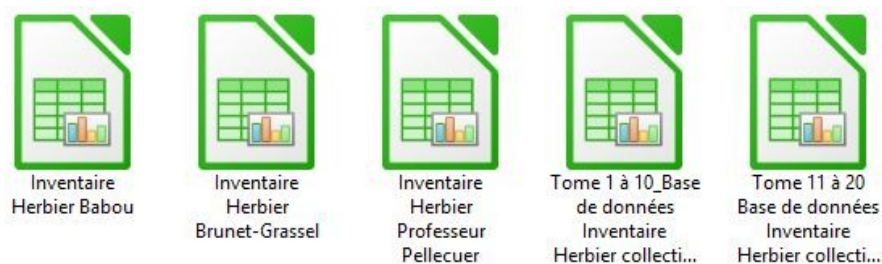 Inventaire
Herbier Babou
Inventaire
Herbier
Brunet-Grassel
Inventaire
Herbier
Professeur
Pellecuer
Tome 1 à 10_Base
de données
Inventaire
Herbier collecti...
Tome 11 à 20
Base de données
Inventaire
Herbier collecti...